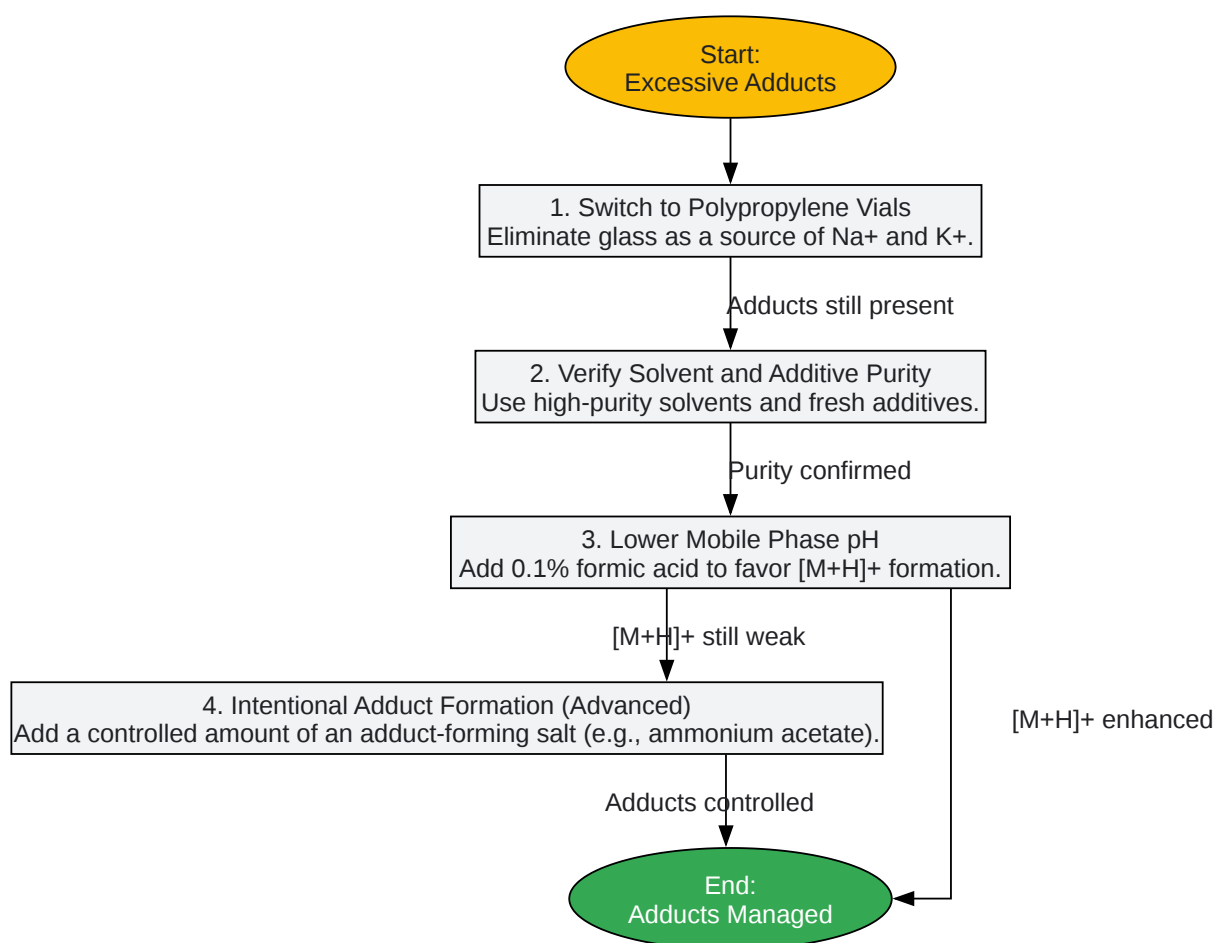 Start:
Excessive Adducts
1. Switch to Polypropylene Vials
Eliminate glass as a source of Na+ and K+.
Adducts still present
2. Verify Solvent and Additive Purity
Use high-purity solvents and fresh additives.
Purity confirmed
3. Lower Mobile Phase pH
Add 0.1% formic acid to favor [M+H]+ formation.
[M+H]+ still weak
4. Intentional Adduct Formation (Advanced)
Add a controlled amount of an adduct-forming salt (e.g., ammonium acetate).
[M+H]+ enhanced
Adducts controlled
End:
Adducts Managed